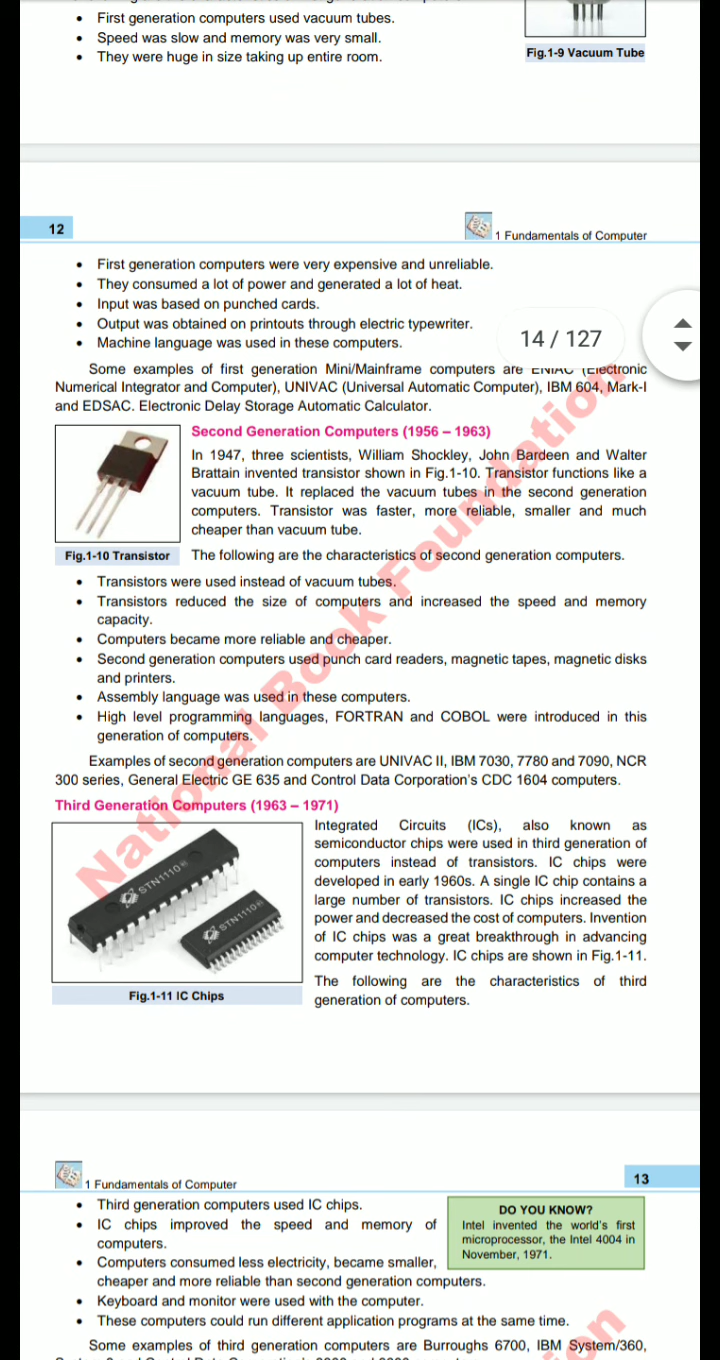 • First generation computers used vacuum tubes.
• Speed was slow and memory was very small.
• They were huge in size taking up entire room.
Fig.1-9 Vacuum Tube
12
1 Fundamentals of Computer
• First generation computers were very expensive and unreliable.
• They consumed a lot of power and generated a lot of heat.
• Input was based on punched cards.
• Output was obtained on printouts through electric typewriter.
• Machine language was used in these computers.
14 / 127
Some examples of first generation Mini/Mainframe computers are ENIAC (Electronic
Numerical Integrator and Computer), UNIVAC (Universal Automatic Computer), IBM 604, Mark-I
and EDSAC. Electronic Delay Storage Automatic Calculator.
Second Generation Computers (1956 – 1963)
In 1947, three scientists, William Shockley, John Bardeen and Walter
Brattain invented transistor shown in Fig.1-10. Transistor functions like a
vacuum tube. It replaced the vacuum tubes in the second generation
computers. Transistor was faster, more reliable, smaller and much
cheaper than vacuum tube.
Fig.1-10 Transistor
The following are the characteristics of second generation computers.
• Transistors were used instead of vacuum tubes.
• Transistors reduced the size of computers and increased the speed and memory
capacity.
• Computers became more reliable and cheaper.
• Second generation computers used punch card readers, magnetic tapes, magnetic disks
and printers.
• Assembly language was used in these computers.
• High level programming languages, FORTRAN and COBOL were introduced in this
generation of computers.
Examples of second generation computers are UNIVAC II, IBM 7030, 7780 and 7090, NCR
300 series, General Electric GE 635 and Control Data Corporation's CDC 1604 computers.
National Book Foundation
Third Generation Computers (1963 – 1971)
STN1110
STN1110
Fig.1-11 IC Chips
Integrated Circuits (ICs), also known as
semiconductor chips were used in third generation of
computers instead of transistors. IC chips were
developed in early 1960s. A single IC chip contains a
large number of transistors. IC chips increased the
power and decreased the cost of computers. Invention
of IC chips was a great breakthrough in advancing
computer technology. IC chips are shown in Fig.1-11.
The following are the characteristics of third
generation of computers.
1 Fundamentals of Computer
13
• Third generation computers used IC chips.
• IC chips improved the speed and memory of
computers.
• Computers consumed less electricity, became smaller,
cheaper and more reliable than second generation computers.
• Keyboard and monitor were used with the computer.
• These computers could run different application programs at the same time.
DO YOU KNOW?
Intel invented the world's first
microprocessor, the Intel 4004 in
November, 1971.
Some examples of third generation computers are Burroughs 6700, IBM System/360,